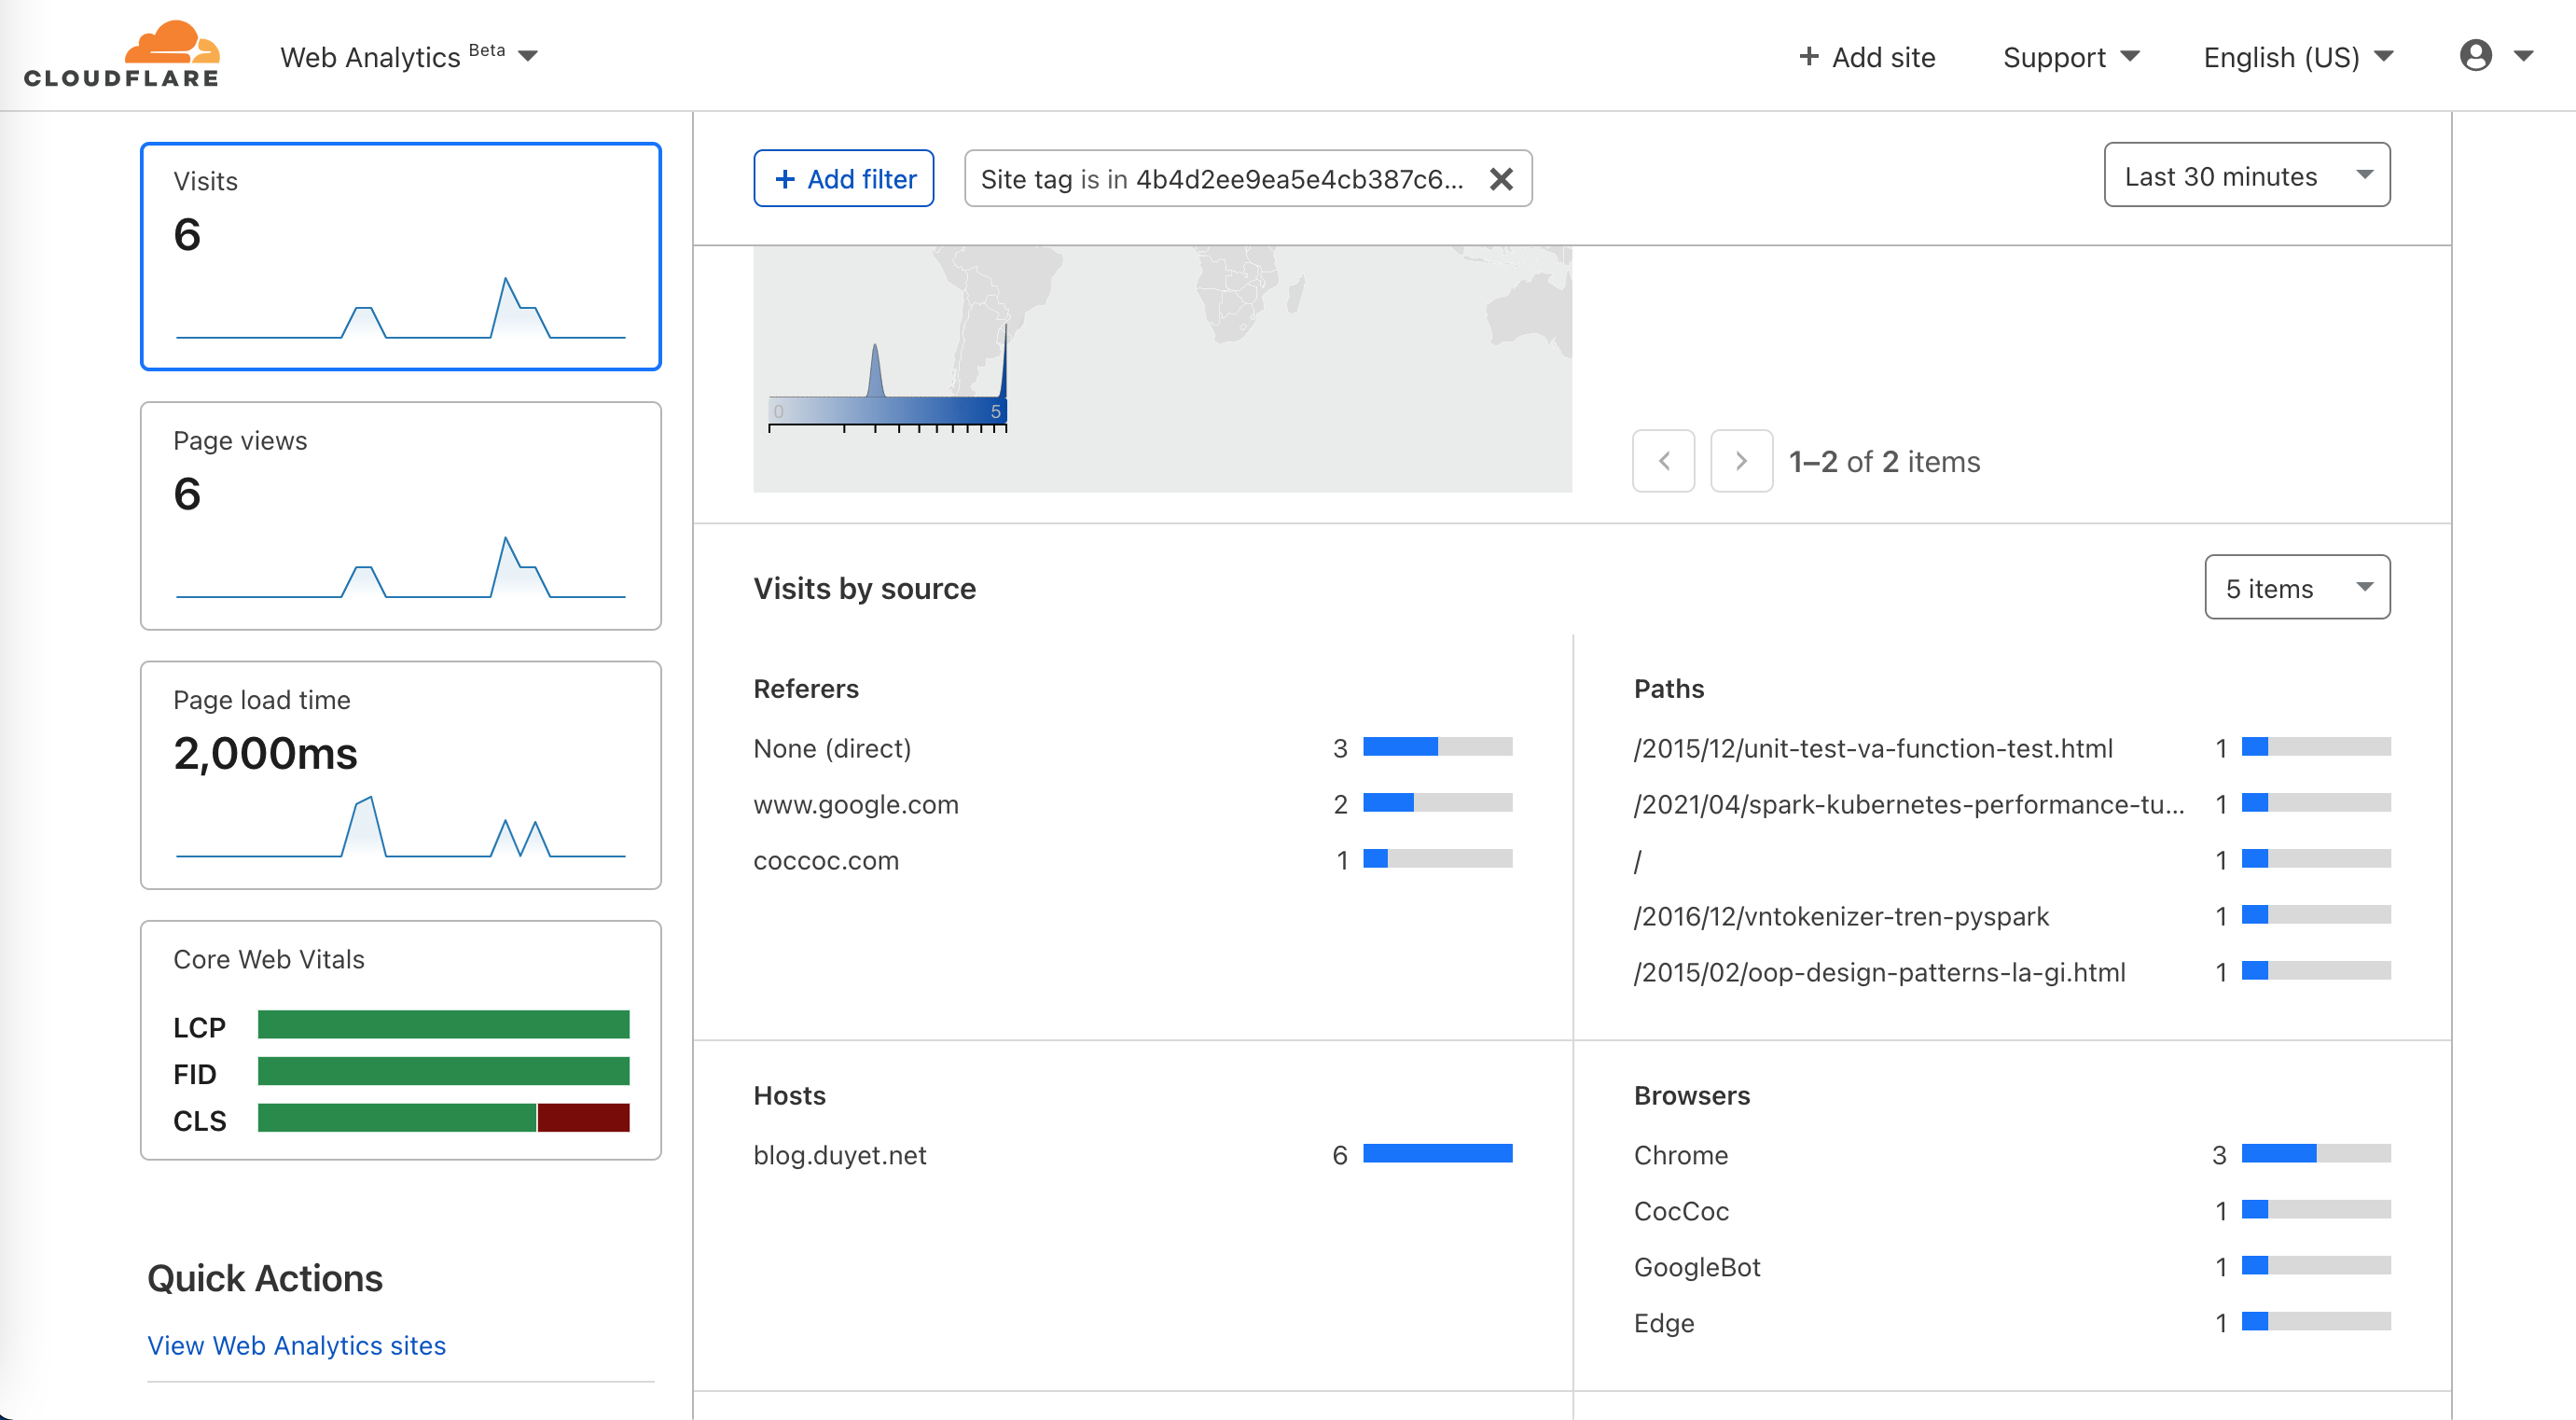 CLOUDFLARE
Web Analytics Beta
+ Add site
Support
English (US)
Visits
6
Page views
6
Page load time
2,000ms
Core Web Vitals
LCP
FID
CLS
Quick Actions
View Web Analytics sites
+ Add filter
Site tag is in 4b4d2ee9ea5e4cb387c6...
Last 30 minutes
0 5
1–2 of 2 items
Visits by source
5 items
Referers
None (direct) 3
www.google.com 2
coccoc.com 1
Paths
/2015/12/unit-test-va-function-test.html 1
/2021/04/spark-kubernetes-performance-tu... 1
/ 1
/2016/12/vntokenizer-tren-pyspark 1
/2015/02/oop-design-patterns-la-gi.html 1
Hosts
blog.duyet.net 6
Browsers
Chrome 3
CocCoc 1
GoogleBot 1
Edge 1